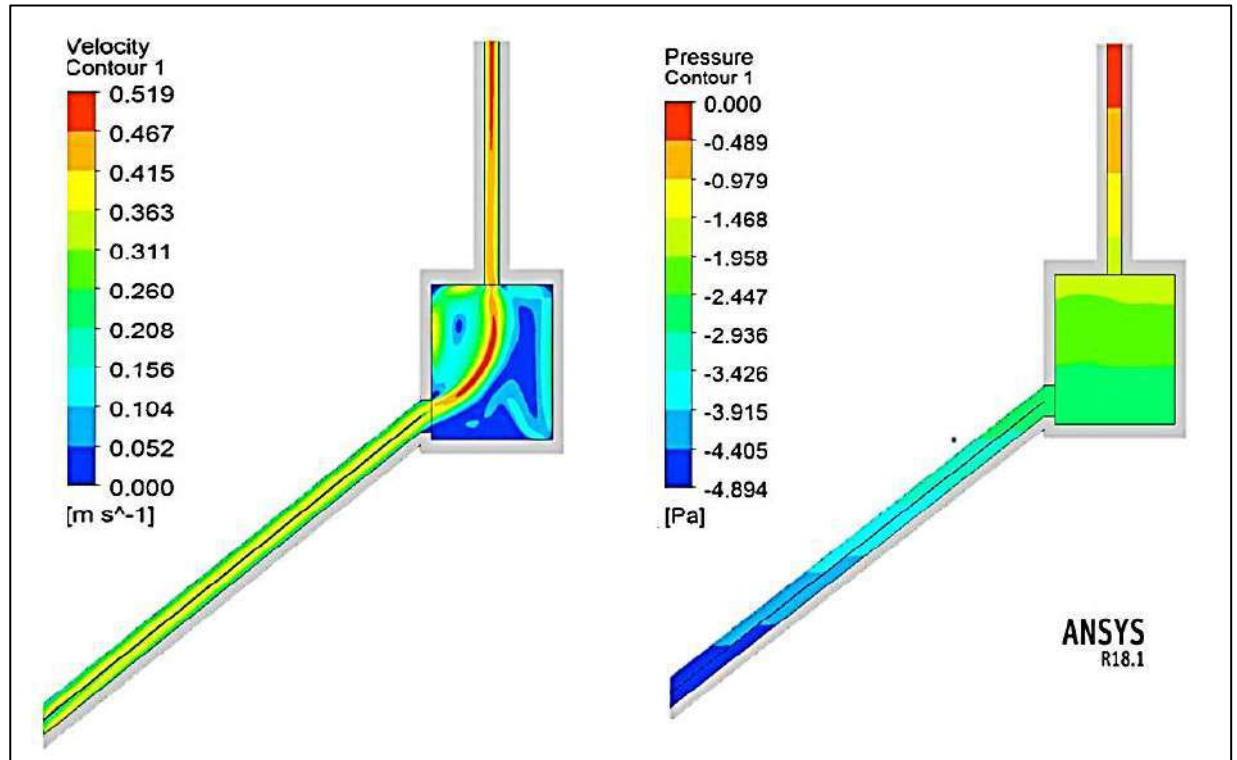 Velocity
Contour 1
0.519
0.467
0.415
0.363
0.311
0.260
0.208
0.156
0.104
0.052
0.000
[m s^-1]
Pressure
Contour 1
0.000
-0.489
-0.979
-1.468
-1.958
-2.447
-2.936
-3.426
-3.915
-4.405
-4.894
[Pa]
ANSYS
R18.1